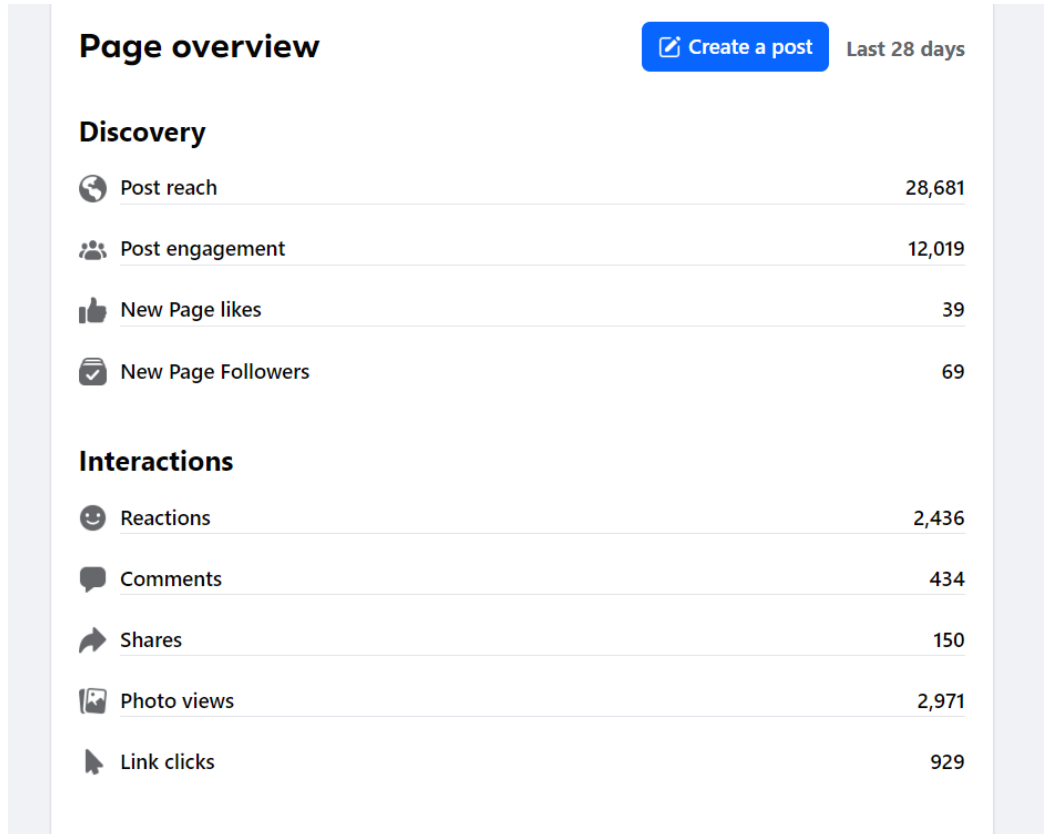 Page overview
Create a post
Last 28 days
Discovery
Post reach 28,681
Post engagement 12,019
New Page likes 39
New Page Followers 69
Interactions
Reactions 2,436
Comments 434
Shares 150
Photo views 2,971
Link clicks 929